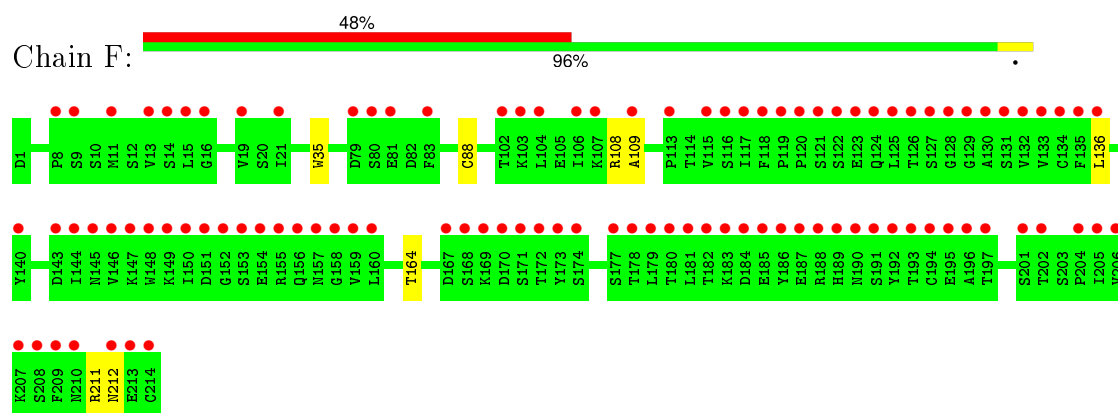 48%
Chain F:
96%
D1 P8 S9 S10 M11 S12 V13 S14 L15 G16 V19 S20 I21 W35 D79 S80 E81 D82 F83 C88 T102 K103 L104 E105 I106 K107 R108 A109 P113 T114 V115 S116 I117 F118 P119 P120 S121 S122 E123 Q124 L125 T126 S127 G128 G129 A130 S131 V132 V133 C134 F135 L136
Y140 D143 I144 N145 V146 K147 W148 K149 I150 D151 G152 S153 E154 R155 Q156 N157 G158 V159 L160 T164 D167 S168 K169 D170 S171 T172 Y173 S174 S177 T178 L179 T180 L181 T182 K183 D184 E185 Y186 E187 R188 H189 N190 S191 Y192 T193 C194 E195 A196 T197 S201 T202 S203 P204 I205 V206
K207 S208 F209 N210 R211 N212 E213 C214